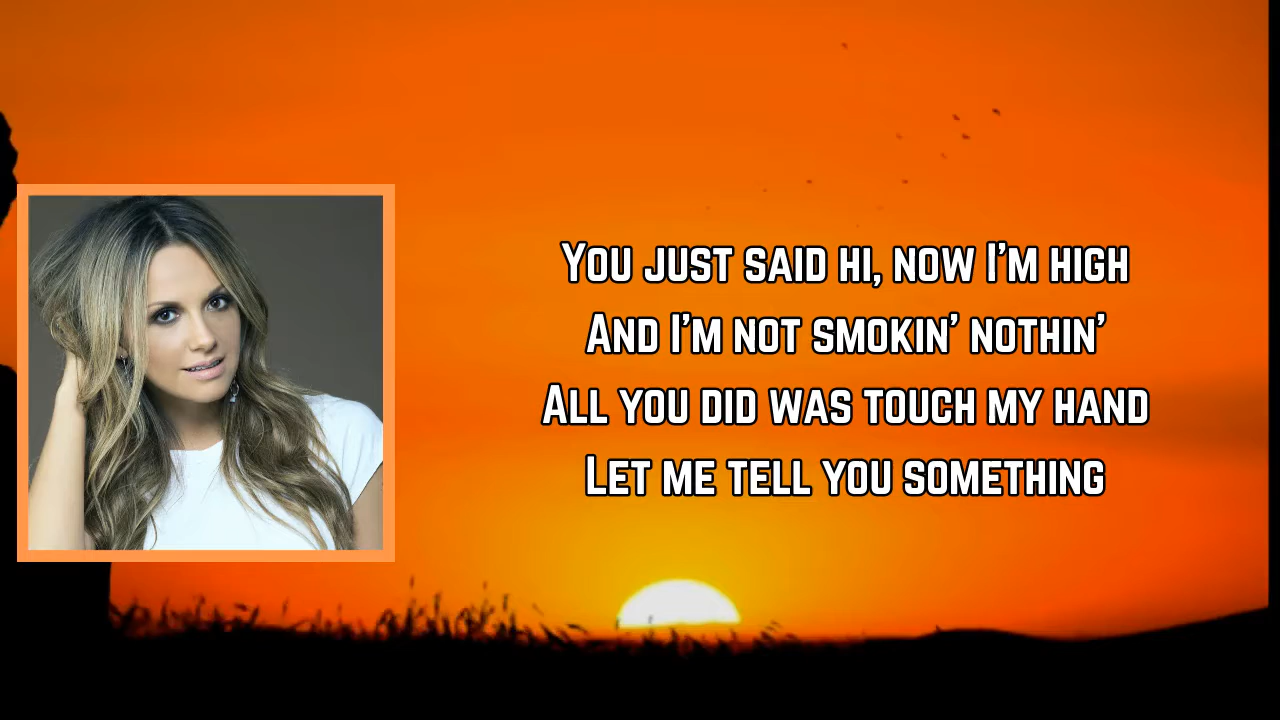 You just said hi, now I'm high
And I'm not smokin' nothin'
All you did was touch my hand
Let me tell you something